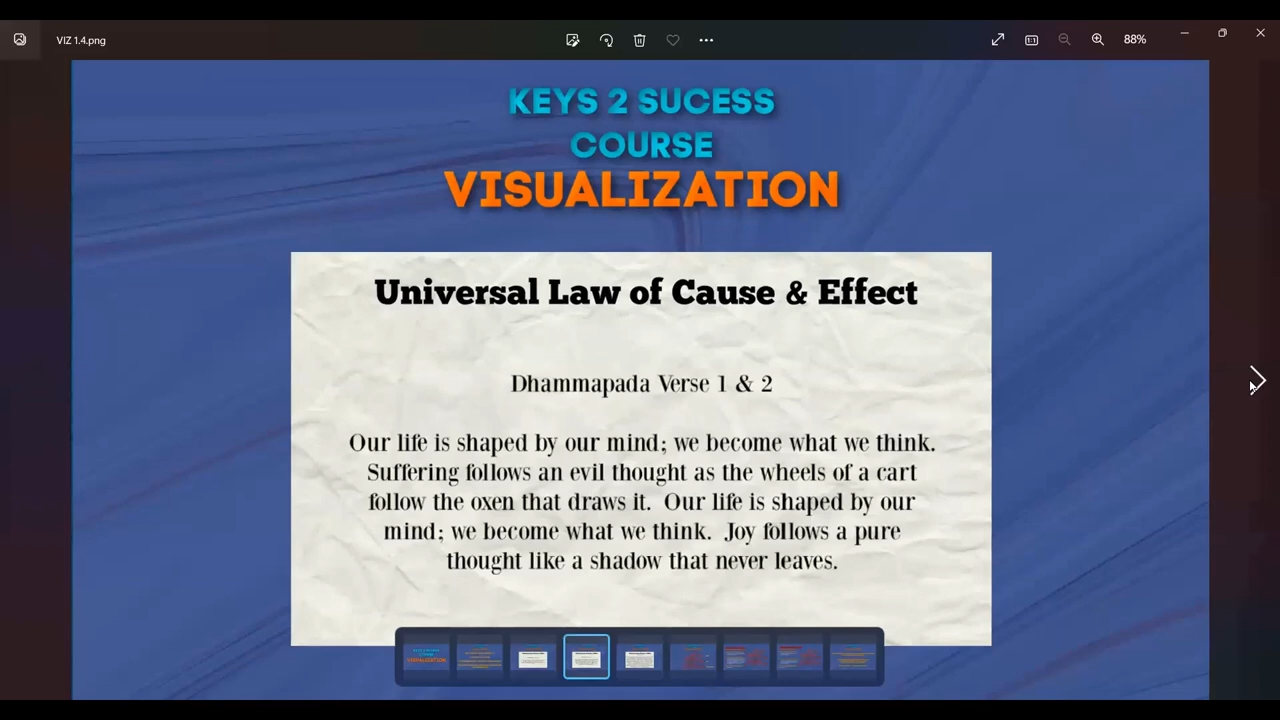 VIZ 1.4.png
88%
KEYS 2 SUCESS
COURSE
VISUALIZATION
Universal Law of Cause & Effect
Dhammapada Verse 1 & 2
Our life is shaped by our mind; we become what we think.
Suffering follows an evil thought as the wheels of a cart
follow the oxen that draws it. Our life is shaped by our
mind; we become what we think. Joy follows a pure
thought like a shadow that never leaves.
VISUALIZATION